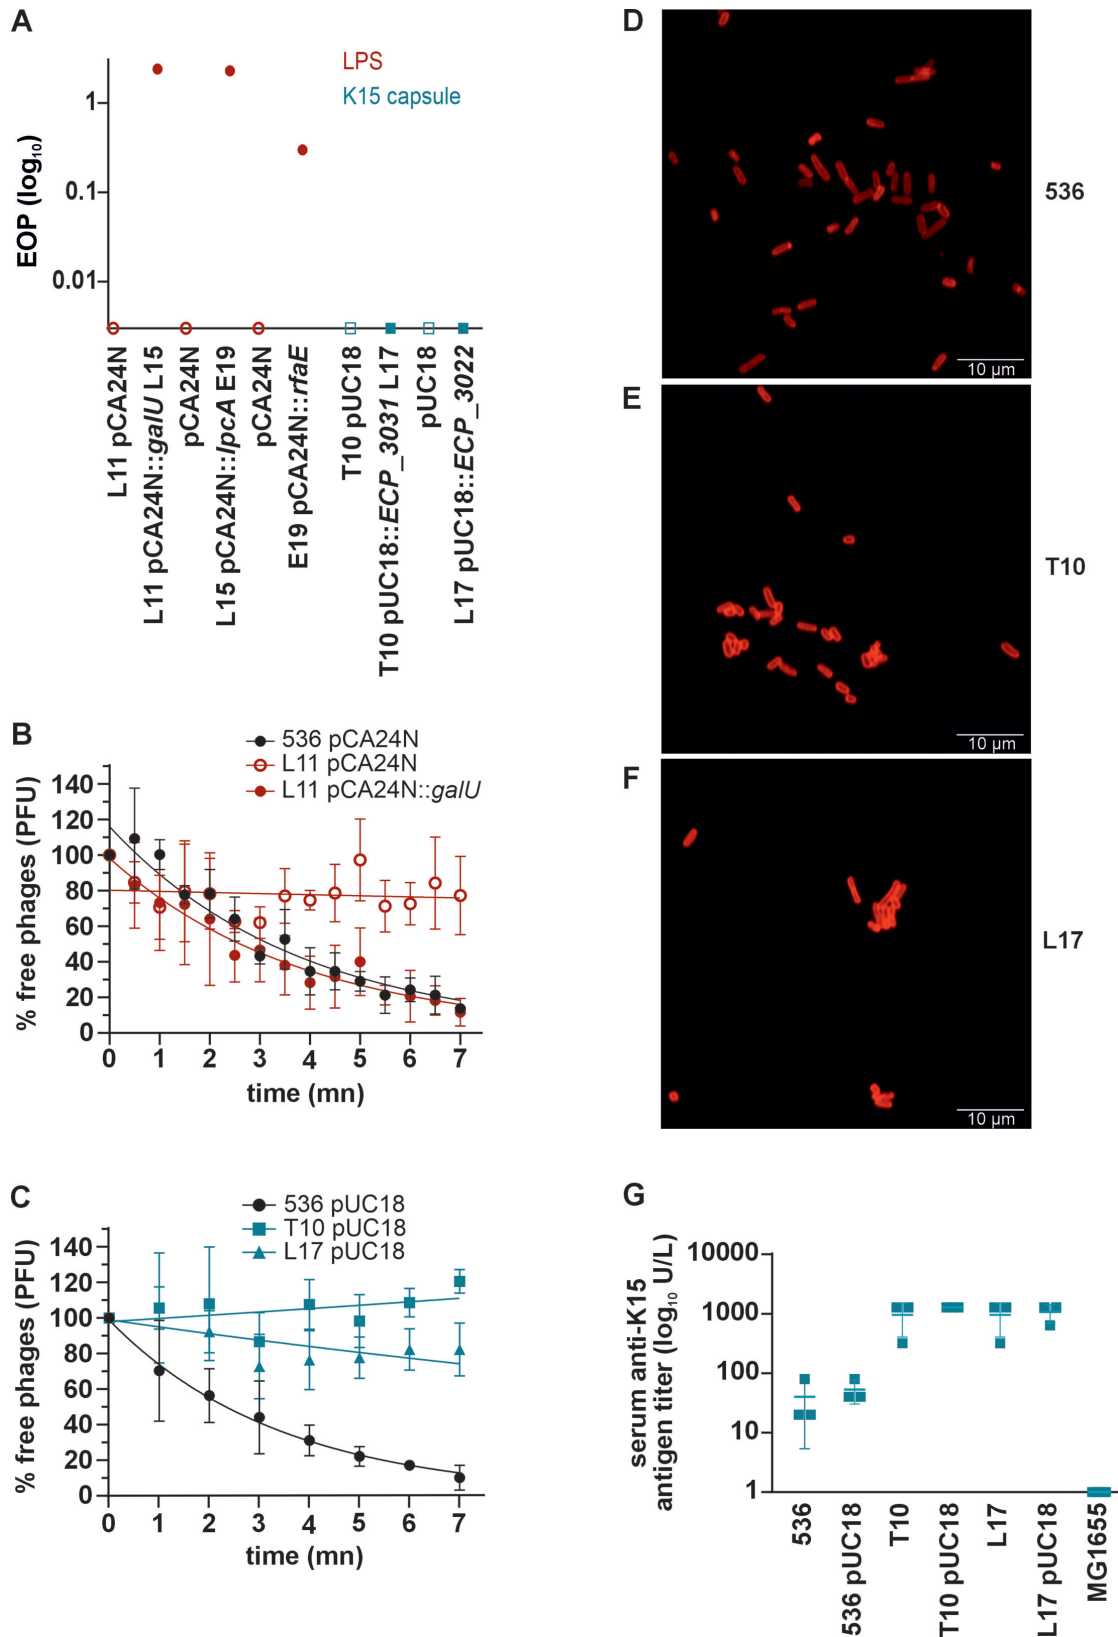 A
LPS
K15 capsule
EOP (log₁₀)
1
0.1
0.01
L11 pCA24N
L11 pCA24N::galU L15
pCA24N
L15 pCA24N::lpcA E19
pCA24N
E19 pCA24N::rfaE
T10 pUC18
T10 pUC18::ECP_3031 L17
pUC18
L17 pUC18::ECP_3022
B
536 pCA24N
L11 pCA24N
L11 pCA24N::galU
% free phages (PFU)
140
120
100
80
60
40
20
0
0 1 2 3 4 5 6 7
time (mn)
C
536 pUC18
T10 pUC18
L17 pUC18
% free phages (PFU)
140
120
100
80
60
40
20
0
0 1 2 3 4 5 6 7
time (mn)
D
10 µm
536
E
10 µm
T10
F
10 µm
L17
G
serum anti-K15
antigen titer (log₁₀ U/L)
10000
1000
100
10
1
536
536 pUC18
T10
T10 pUC18
L17
L17 pUC18
MG1655